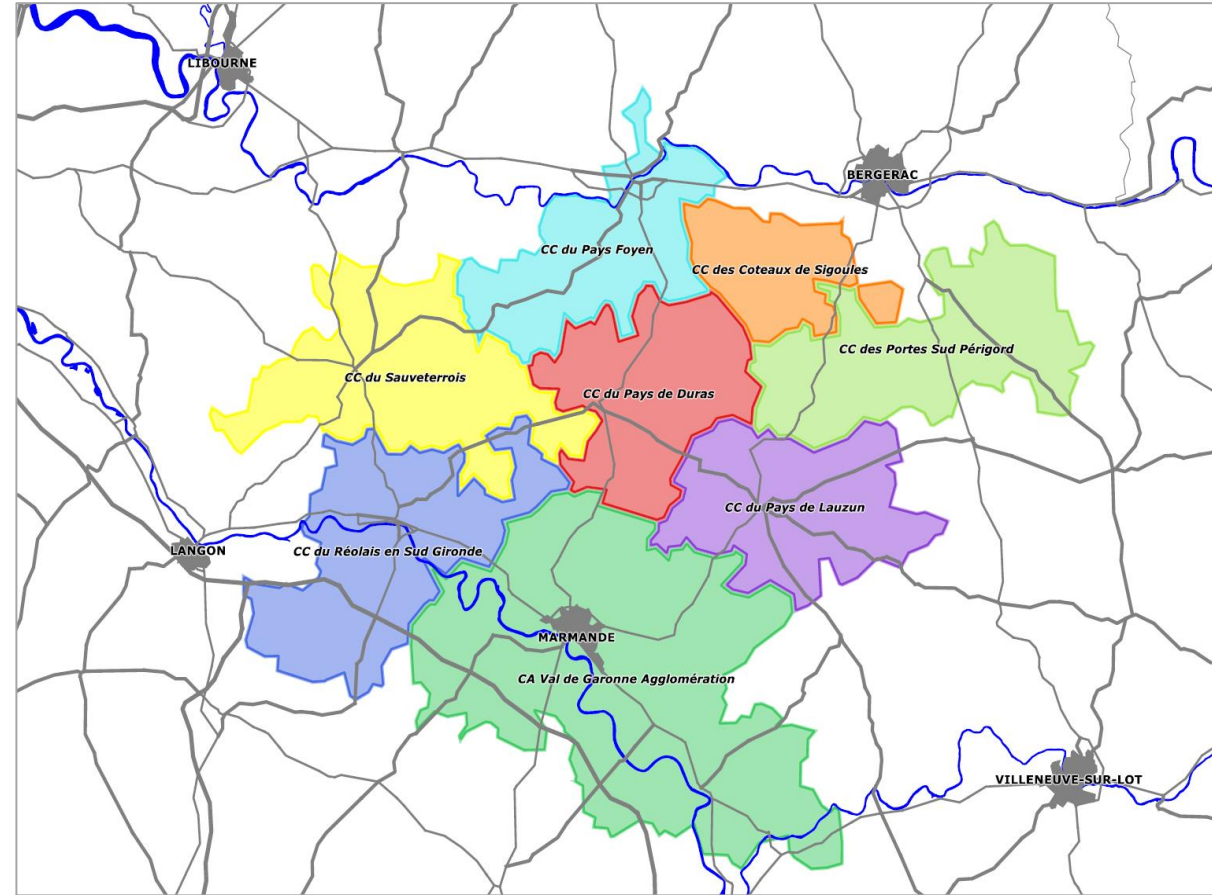 LIBOURNE
BERGERAC
CC du Pays Foyen
CC des Coteaux de Sigoules
CC des Portes Sud Périgord
CC du Sauveterrois
CC du Pays de Duras
CC du Pays de Lauzun
LANGON
CC du Réolais en Sud Gironde
MARMANDE
CA Val de Garonne Agglomération
VILLENEUVE-SUR-LOT